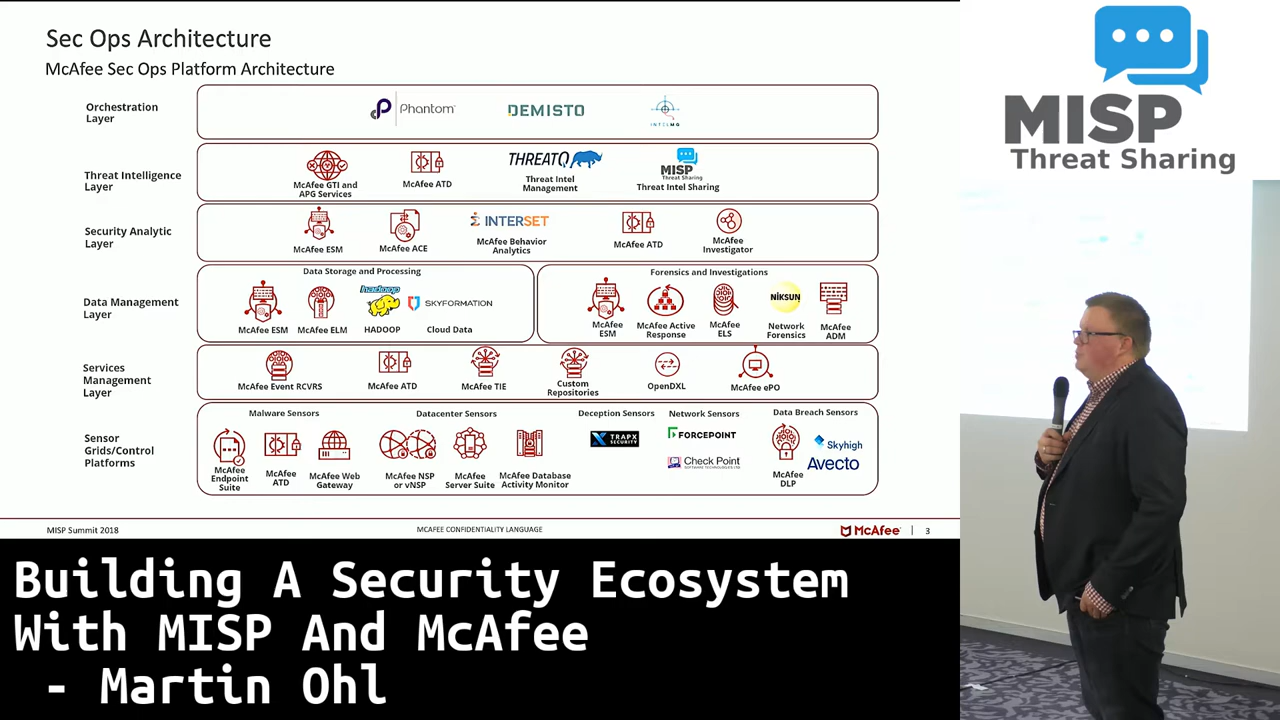 Sec Ops Architecture
McAfee Sec Ops Platform Architecture
Orchestration
Layer
Phantom
DEMISTO
INTELMQ
Threat Intelligence
Layer
McAfee GTI and
APG Services
McAfee ATD
THREATQ
Threat Intel
Management
MISP
Threat Sharing
Threat Intel Sharing
Security Analytic
Layer
McAfee ESM
McAfee ACE
INTERSET
McAfee Behavior
Analytics
McAfee ATD
McAfee
Investigator
Data Management
Layer
Data Storage and Processing
McAfee ESM
McAfee ELM
hadoop
HADOOP
SKYFORMATION
Cloud Data
Forensics and Investigations
McAfee
ESM
McAfee Active
Response
McAfee
ELS
NIKSUN
Network
Forensics
McAfee
ADM
Services
Management
Layer
McAfee Event RCVRS
McAfee ATD
McAfee TIE
Custom
Repositories
OpenDXL
McAfee ePO
Sensor
Grids/Control
Platforms
Malware Sensors
McAfee
Endpoint
Suite
McAfee
ATD
McAfee Web
Gateway
Datacenter Sensors
McAfee NSP
or vNSP
McAfee
Server Suite
McAfee Database
Activity Monitor
Deception Sensors
TRAPX
SECURITY
Network Sensors
FORCEPOINT
Check Point
SOFTWARE TECHNOLOGIES LTD
Data Breach Sensors
McAfee
DLP
Skyhigh
Avecto
MISP Summit 2018
MCAFEE CONFIDENTIALITY LANGUAGE
McAfee
3
MISP
Threat Sharing
Building A Security Ecosystem
With MISP And McAfee
- Martin Ohl